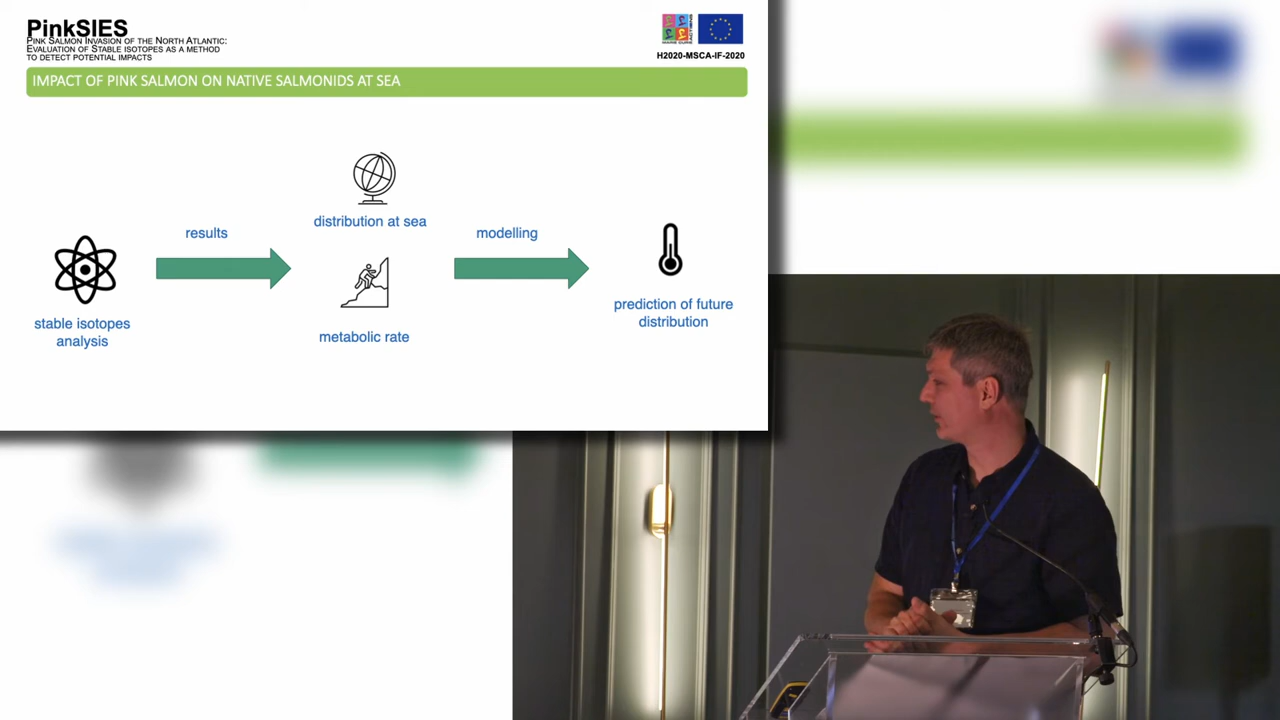 PinkSIES
PINK SALMON INVASION OF THE NORTH ATLANTIC:
EVALUATION OF STABLE ISOTOPES AS A METHOD
TO DETECT POTENTIAL IMPACTS
H2020-MSCA-IF-2020
IMPACT OF PINK SALMON ON NATIVE SALMONIDS AT SEA
distribution at sea
results
modelling
stable isotopes
analysis
metabolic rate
prediction of future
distribution